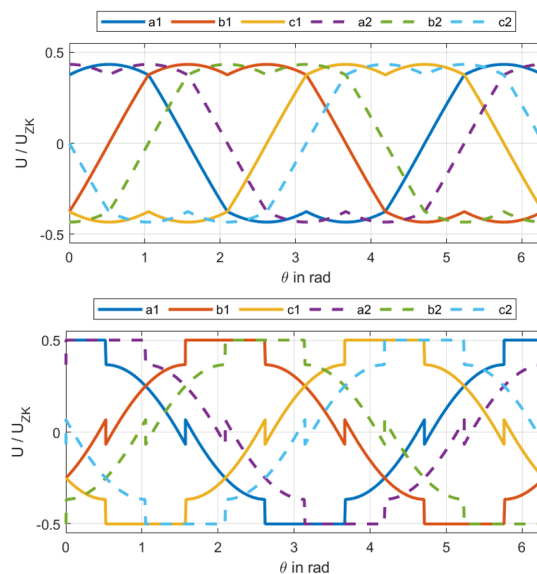 a1 b1 c1 a2 b2 c2
0.5
U / U_ZK
0
-0.5
0 1 2 3 4 5 6
θ in rad
a1 b1 c1 a2 b2 c2
0.5
U / U_ZK
0
-0.5
0 1 2 3 4 5 6
θ in rad